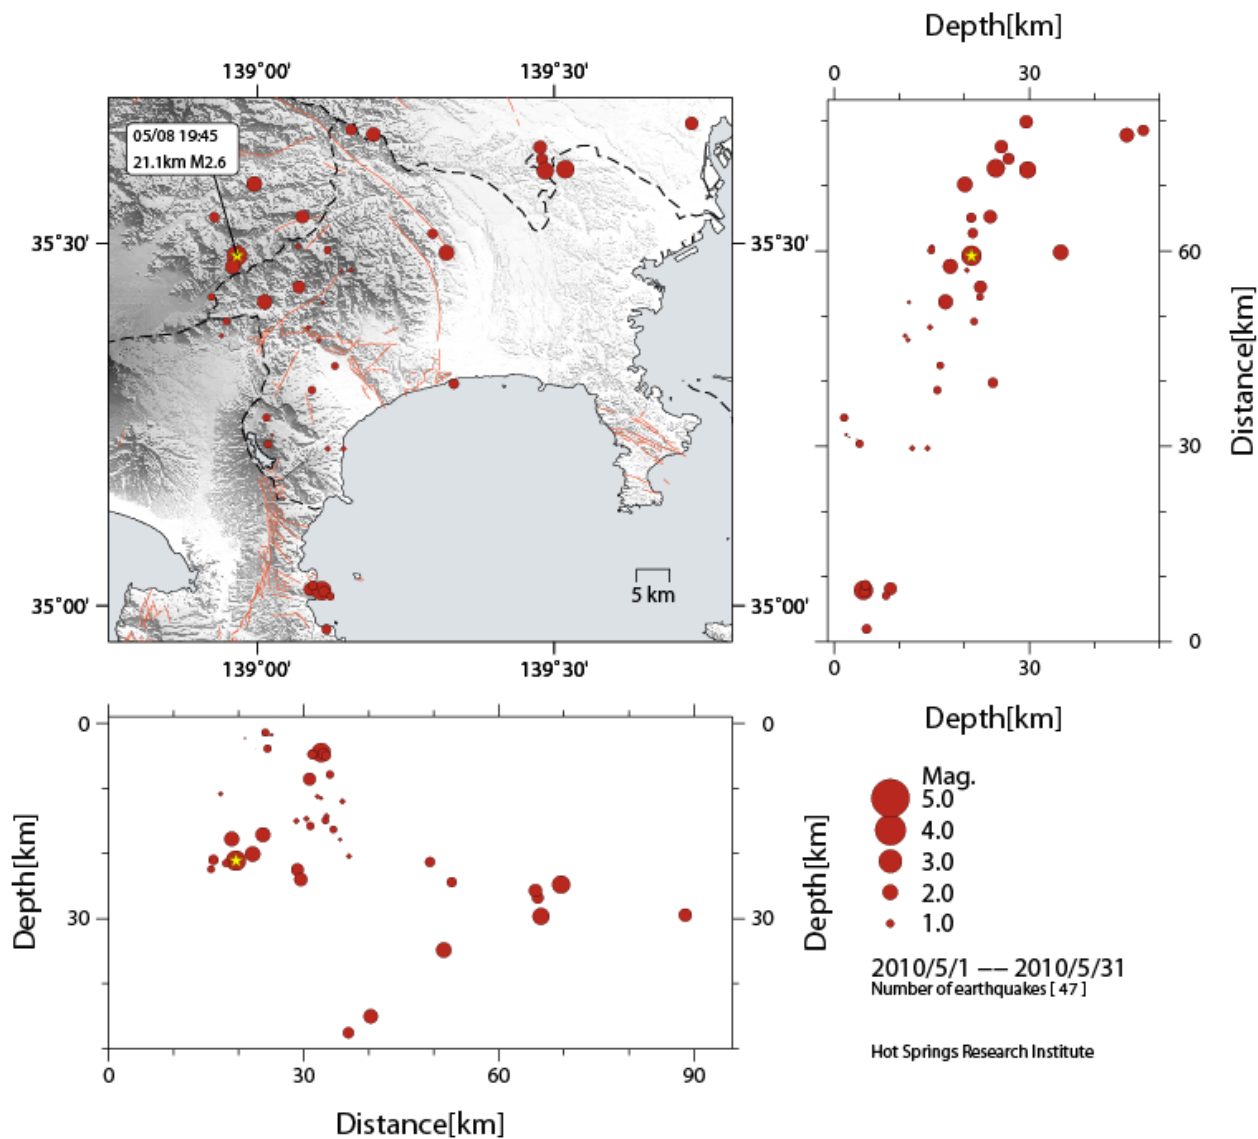 Depth[km]
139˚00'
139˚30'
0
30
05/08 19:45
21.1km M2.6
35˚30'
35˚30'
60
Distance[km]
30
5 km
35˚00'
35˚00'
0
139˚00'
139˚30'
0
30
Depth[km]
0
0
Mag.
5.0
4.0
Depth[km]
Depth[km]
3.0
2.0
30
30
1.0
2010/5/1 −− 2010/5/31
Number of earthquakes [ 47 ]
Hot Springs Research Institute
0
30
60
90
Distance[km]